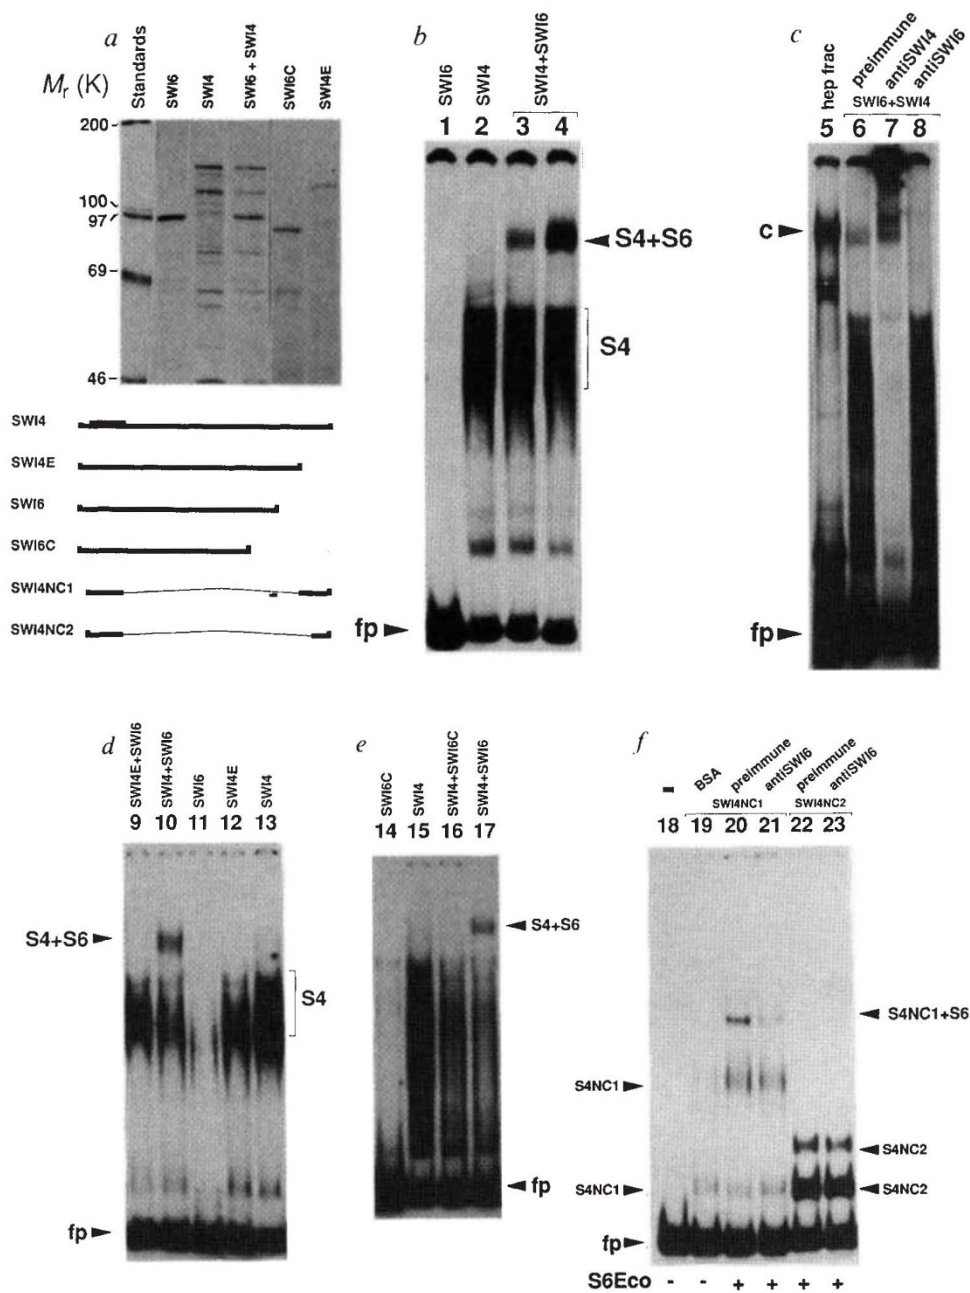 a
M_r (K)
Standards
SWI6
SWI4
SWI6 + SWI4
SWI6C
SWI4E
200
100
97
69
46
SWI4
SWI4E
SWI6
SWI6C
SWI4NC1
SWI4NC2
b
SWI6
SWI4
SWI4+SWI6
1 2 3 4
S4+S6
S4
fp
c
hep frac
preimmune
antiSWI4
antiSWI6
SWI6+SWI4
5 6 7 8
C
fp
d
SWI4E+SWI6
SWI4+SWI6
SWI6
SWI4E
SWI4
9 10 11 12 13
S4+S6
S4
fp
e
SWI6C
SWI4
SWI4+SWI6C
SWI4+SWI6
14 15 16 17
S4+S6
fp
f
-
BSA
preimmune
antiSWI6
preimmune
antiSWI6
SWI4NC1
SWI4NC2
18 19 20 21 22 23
S4NC1+S6
S4NC1
S4NC2
S4NC1
S4NC2
fp
S6Eco - - + + + +